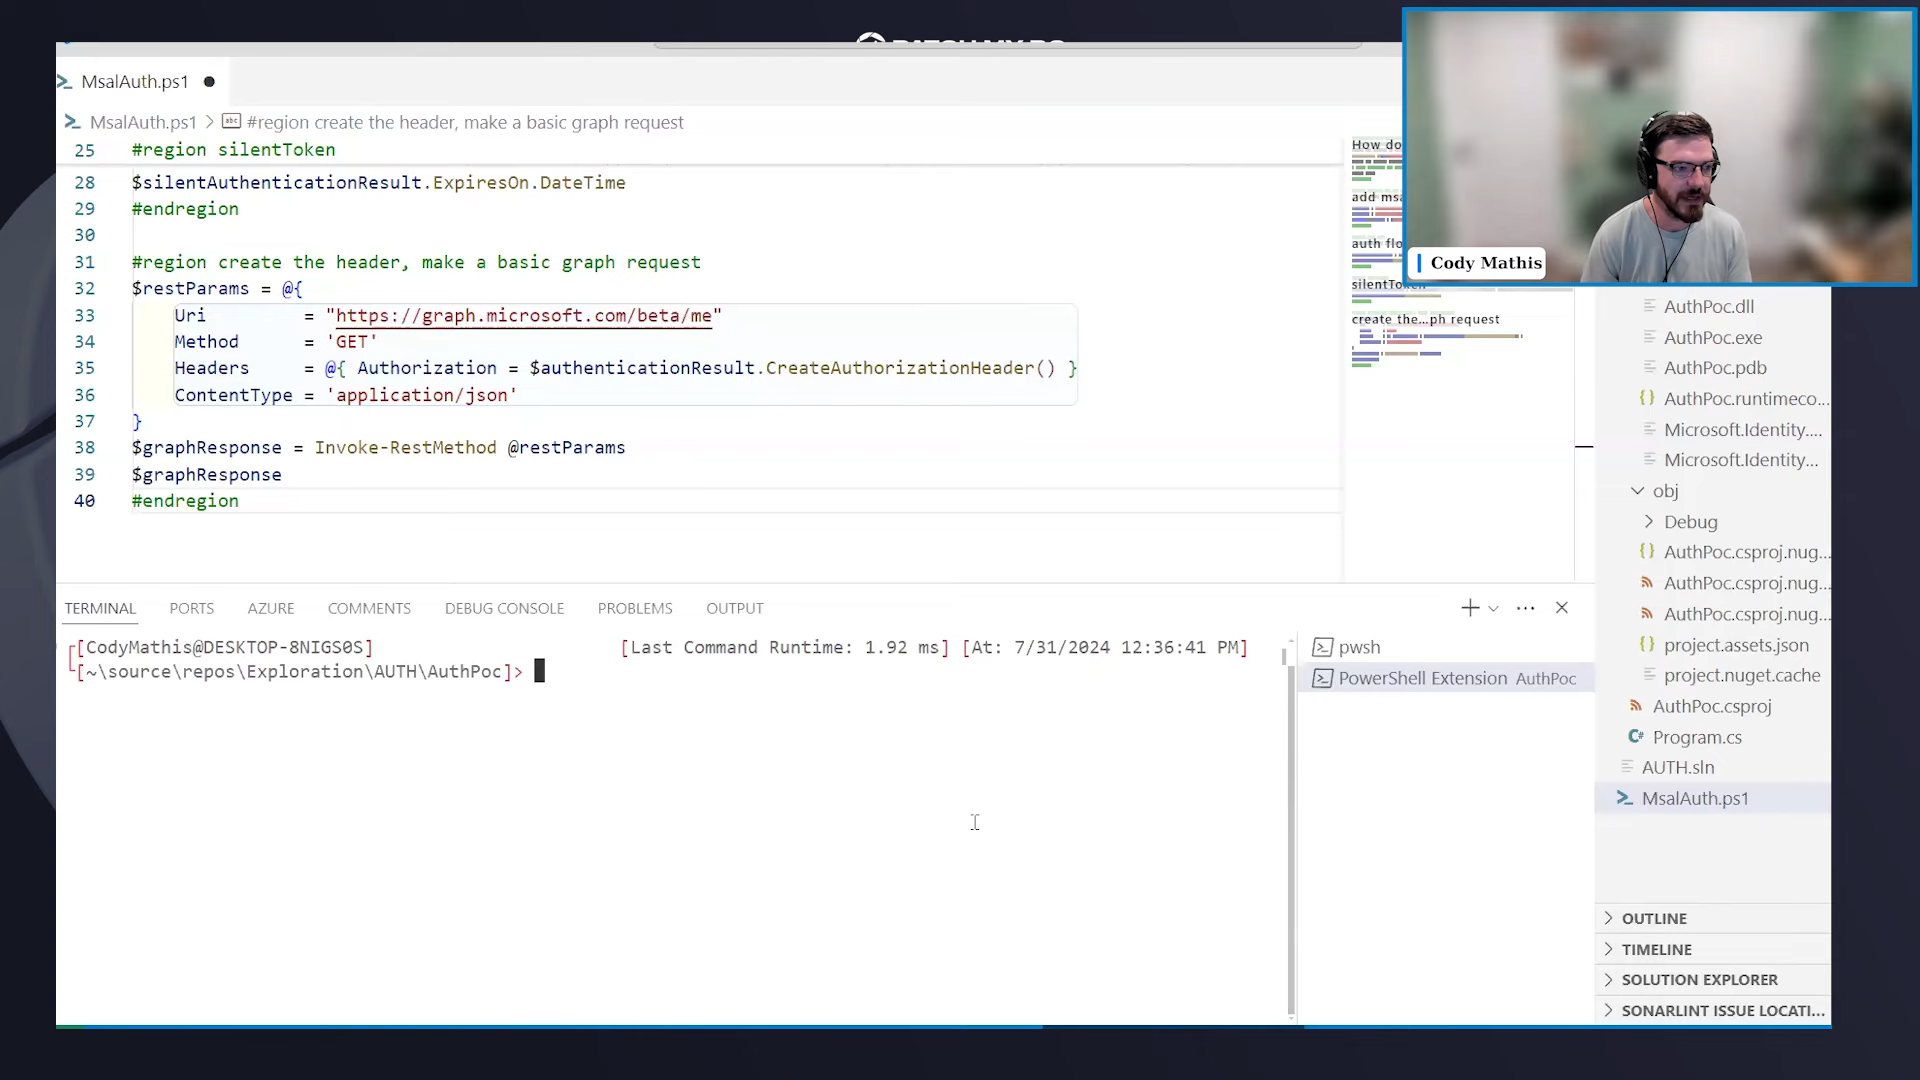 MsalAuth.ps1
MsalAuth.ps1 > #region create the header, make a basic graph request
25 #region silentToken
28 $silentAuthenticationResult.ExpiresOn.DateTime
29 #endregion
30
31 #region create the header, make a basic graph request
32 $restParams = @{
33 Uri = "https://graph.microsoft.com/beta/me"
34 Method = 'GET'
35 Headers = @{ Authorization = $authenticationResult.CreateAuthorizationHeader() }
36 ContentType = 'application/json'
37 }
38 $graphResponse = Invoke-RestMethod @restParams
39 $graphResponse
40 #endregion
How do
add msa
auth flo
silentToken
create the...ph request
Cody Mathis
AuthPoc.dll
AuthPoc.exe
AuthPoc.pdb
AuthPoc.runtimeco...
Microsoft.Identity....
Microsoft.Identity...
obj
Debug
AuthPoc.csproj.nug...
AuthPoc.csproj.nug...
AuthPoc.csproj.nug...
project.assets.json
project.nuget.cache
AuthPoc.csproj
Program.cs
AUTH.sln
MsalAuth.ps1
OUTLINE
TIMELINE
SOLUTION EXPLORER
SONARLINT ISSUE LOCATI...
TERMINAL PORTS AZURE COMMENTS DEBUG CONSOLE PROBLEMS OUTPUT
[CodyMathis@DESKTOP-8NIGS0S] [Last Command Runtime: 1.92 ms] [At: 7/31/2024 12:36:41 PM]
[~\source\repos\Exploration\AUTH\AuthPoc]>
pwsh
PowerShell Extension AuthPoc